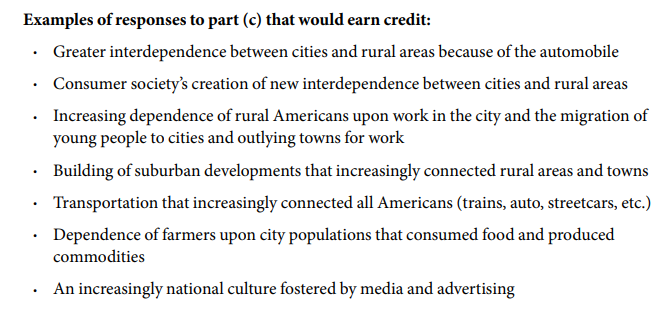 Examples of responses to part (c) that would earn credit:
• Greater interdependence between cities and rural areas because of the automobile
• Consumer society’s creation of new interdependence between cities and rural areas
• Increasing dependence of rural Americans upon work in the city and the migration of
young people to cities and outlying towns for work
• Building of suburban developments that increasingly connected rural areas and towns
• Transportation that increasingly connected all Americans (trains, auto, streetcars, etc.)
• Dependence of farmers upon city populations that consumed food and produced
commodities
• An increasingly national culture fostered by media and advertising